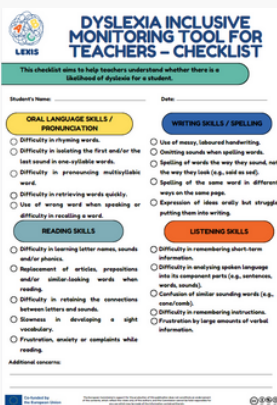 LEXIS
DYSLEXIA INCLUSIVE
MONITORING TOOL FOR
TEACHERS – CHECKLIST
This checklist aims to help teachers understand whether there is a
likelihood of dyslexia for a student.
Student's Name:
Date:
ORAL LANGUAGE SKILLS /
PRONUNCIATION
Difficulty in rhyming words.
Difficulty in isolating the first and/or the
last sound in one-syllable words.
Difficulty in pronouncing multisyllable
word.
Difficulty in retrieving words quickly.
Use of wrong word when speaking or
difficulty in recalling a word.
WRITING SKILLS / SPELLING
Use of messy, laboured handwriting.
Omitting sounds when spelling words.
Spelling of words the way they sound, not
the way they look (e.g., said as sed).
Spelling of the same word in different
ways on the same page.
Expression of ideas orally but struggle
putting them into writing.
READING SKILLS
Difficulty in learning letter names, sounds
and/or phonics.
Replacement of articles, prepositions
and/or similar-looking words when
reading.
Difficulty in retaining the connections
between letters and sounds.
Slowness in developing a sight
vocabulary.
Frustration, anxiety or complaints while
reading.
LISTENING SKILLS
Difficulty in remembering short-term
information.
Difficulty in analysing spoken language
into its component parts (e.g., sentences,
words, sounds).
Confusion of similar sounding words (e.g.,
cane/comb).
Difficulty in remembering instructions.
Frustration by large amounts of verbal
information.
Additional concerns:
Co-funded by
the European Union